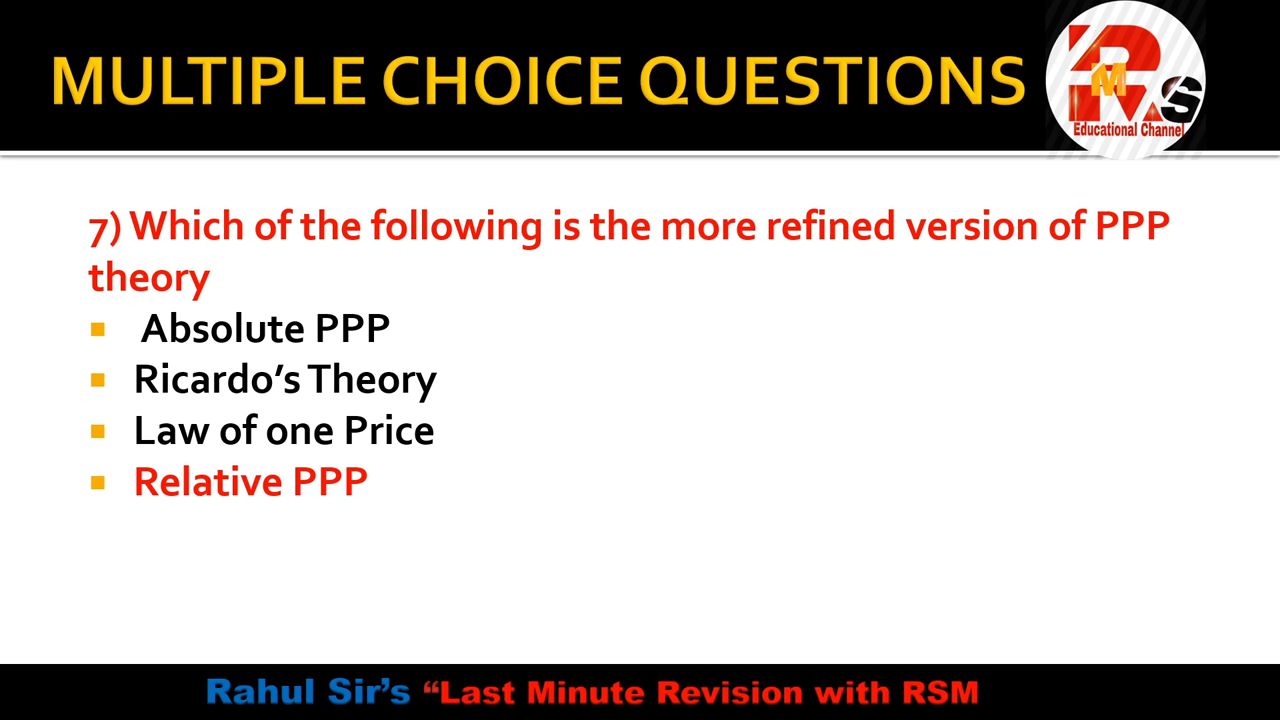 MULTIPLE CHOICE QUESTIONS
RMS
Educational Channel
7) Which of the following is the more refined version of PPP
theory
Absolute PPP
Ricardo’s Theory
Law of one Price
Relative PPP
Rahul Sir’s “Last Minute Revision with RSM